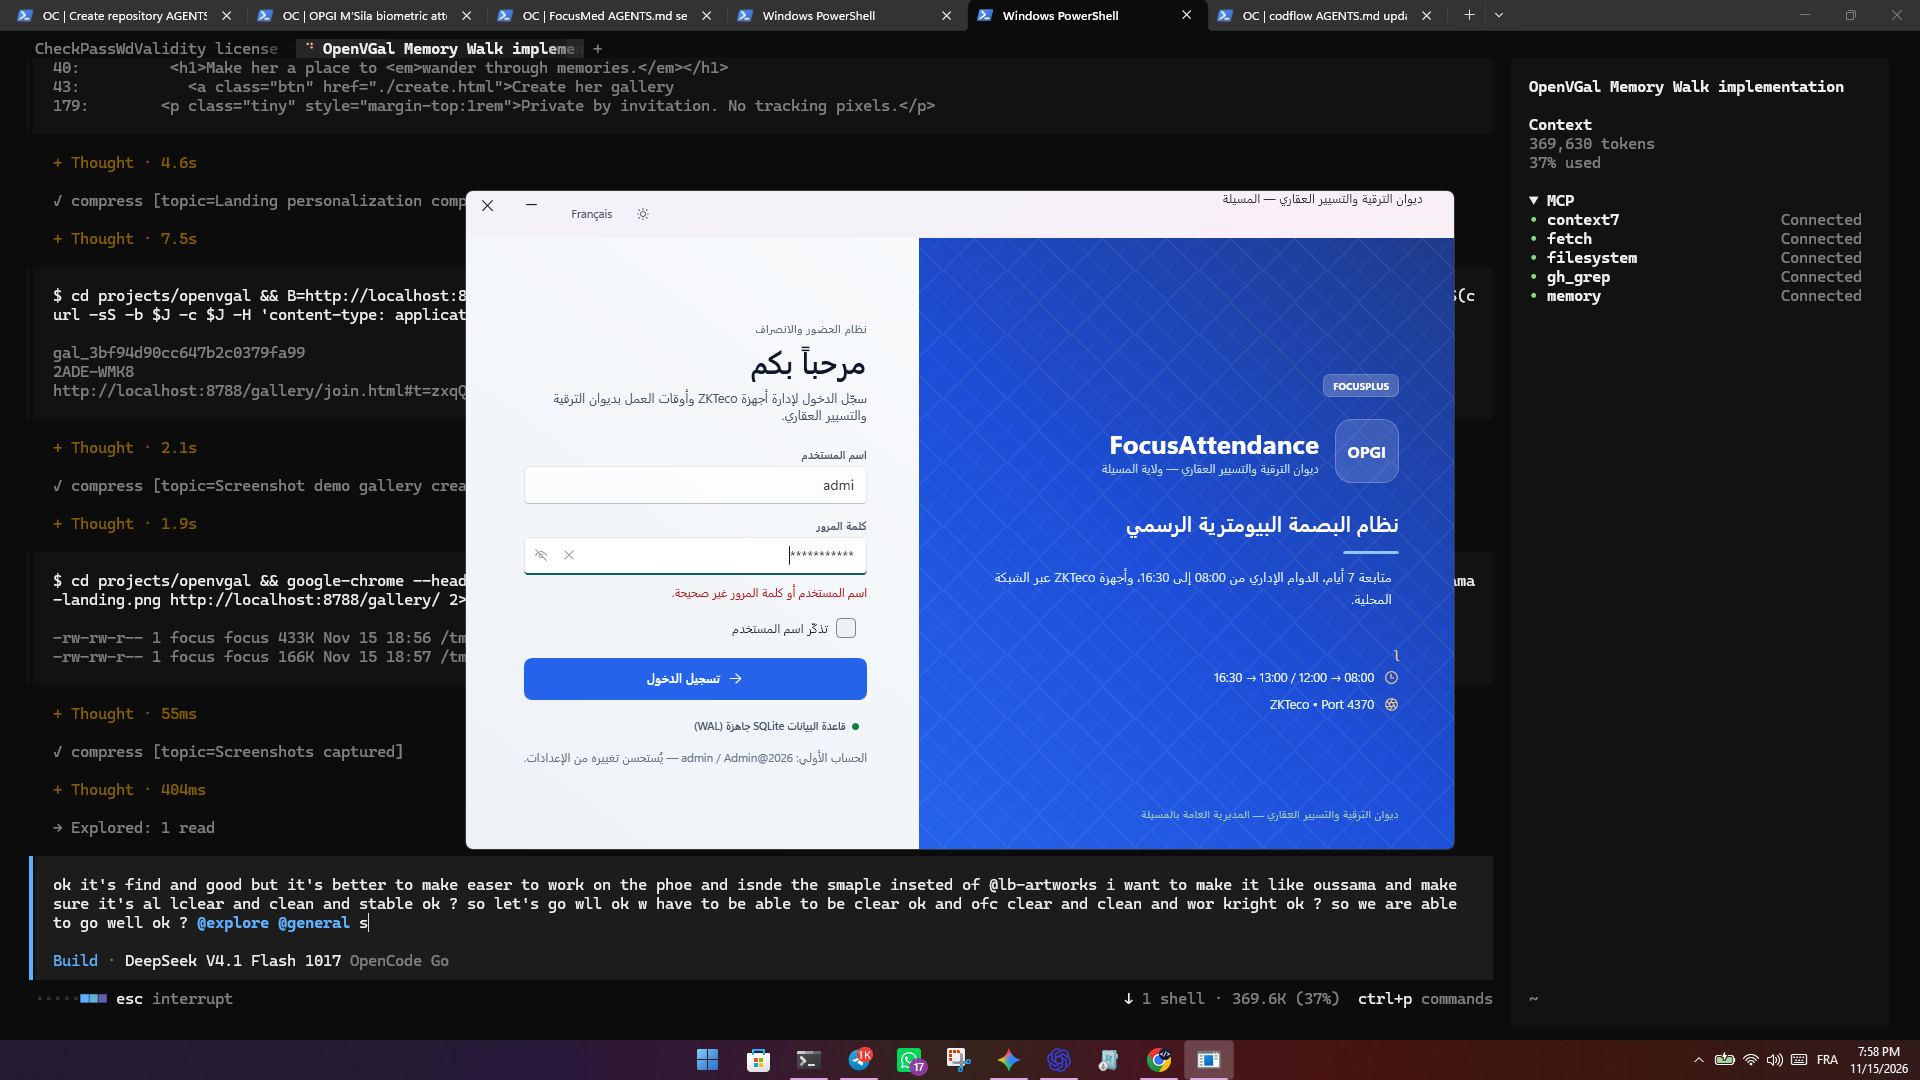 OC | Create repository AGENTS
OC | OPGI M'Sila biometric att
OC | FocusMed AGENTS.md se
Windows PowerShell
Windows PowerShell
OC | codflow AGENTS.md upda
CheckPassWdValidity license
OpenVGal Memory Walk implemen +
40: <h1>Make her a place to <em>wander through memories.</em></h1>
43: <a class="btn" href="./create.html">Create her gallery
179: <p class="tiny" style="margin-top:1rem">Private by invitation. No tracking pixels.</p>
+ Thought · 4.6s
✓ compress [topic=Landing personalization comp
+ Thought · 7.5s
$ cd projects/openvgal && B=http://localhost:8
S(c
url -sS -b $J -c $J -H 'content-type: applicat
gal_3bf94d90cc647b2c0379fa99
2ADE-WMK8
http://localhost:8788/gallery/join.html#t=zxqQ
+ Thought · 2.1s
✓ compress [topic=Screenshot demo gallery crea
+ Thought · 1.9s
$ cd projects/openvgal && google-chrome --head
ama
-landing.png http://localhost:8788/gallery/ 2>
-rw-rw-r-- 1 focus focus 433K Nov 15 18:56 /tm
-rw-rw-r-- 1 focus focus 166K Nov 15 18:57 /tm
+ Thought · 55ms
✓ compress [topic=Screenshots captured]
+ Thought · 404ms
→ Explored: 1 read
ok it's find and good but it's better to make easer to work on the phoe and isnde the smaple inseted of @lb-artworks i want to make it like oussama and make
sure it's al lclear and clean and stable ok ? so let's go wll ok w have to be able to be clear ok and ofc clear and clean and wor kright ok ? so we are able
to go well ok ? @explore @general s
Build · DeepSeek V4.1 Flash 1017 OpenCode Go
esc interrupt
↓ 1 shell · 369.6K (37%) ctrl+p commands
OpenVGal Memory Walk implementation
Context
369,630 tokens
37% used
▼ MCP
• context7 Connected
• fetch Connected
• filesystem Connected
• gh_grep Connected
• memory Connected
~
Français
ديوان الترقية والتسيير العقاري — المسيلة
نظام الحضور والانصراف
مرحباً بكم
سجّل الدخول لإدارة أجهزة ZKTeco وأوقات العمل بديوان الترقية
والتسيير العقاري.
اسم المستخدم
admi
كلمة المرور
***********
اسم المستخدم أو كلمة المرور غير صحيحة.
تذكّر اسم المستخدم
تسجيل الدخول →
قاعدة البيانات SQLite جاهزة (WAL)
الحساب الأولي: admin / Admin@2026 — يُستحسن تغييره من الإعدادات.
FOCUSPLUS
FocusAttendance
OPGI
ديوان الترقية والتسيير العقاري — ولاية المسيلة
نظام البصمة البيومترية الرسمي
متابعة 7 أيام، الدوام الإداري من 08:00 إلى 16:30، وأجهزة ZKTeco عبر الشبكة
المحلية.
08:00 → 12:00 / 13:00 → 16:30
ZKTeco • Port 4370
ديوان الترقية والتسيير العقاري — المديرية العامة بالمسيلة
1K
17
FRA
7:58 PM
11/15/2026